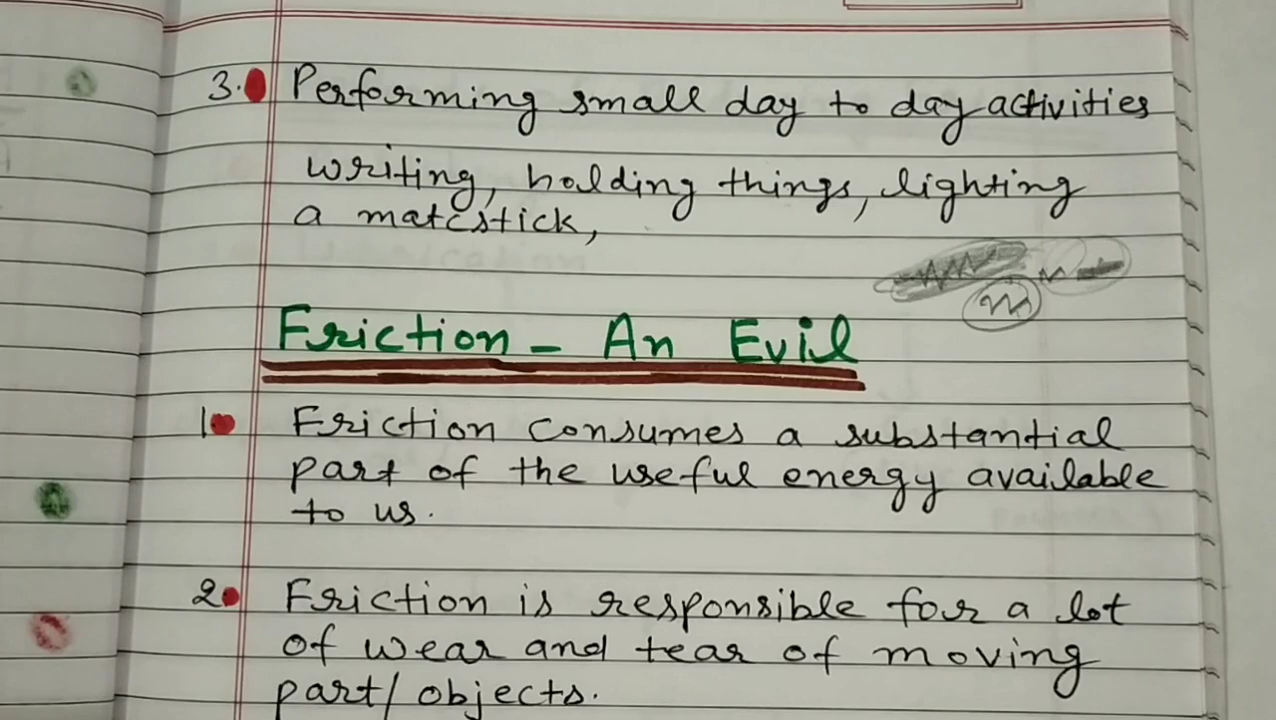 3. Performing small day to day activities
writing, holding things, lighting
a matcstick,
Friction - An Evil
1. Friction consumes a substantial
part of the useful energy available
to us.
2. Friction is responsible for a lot
of wear and tear of moving
part/objects.